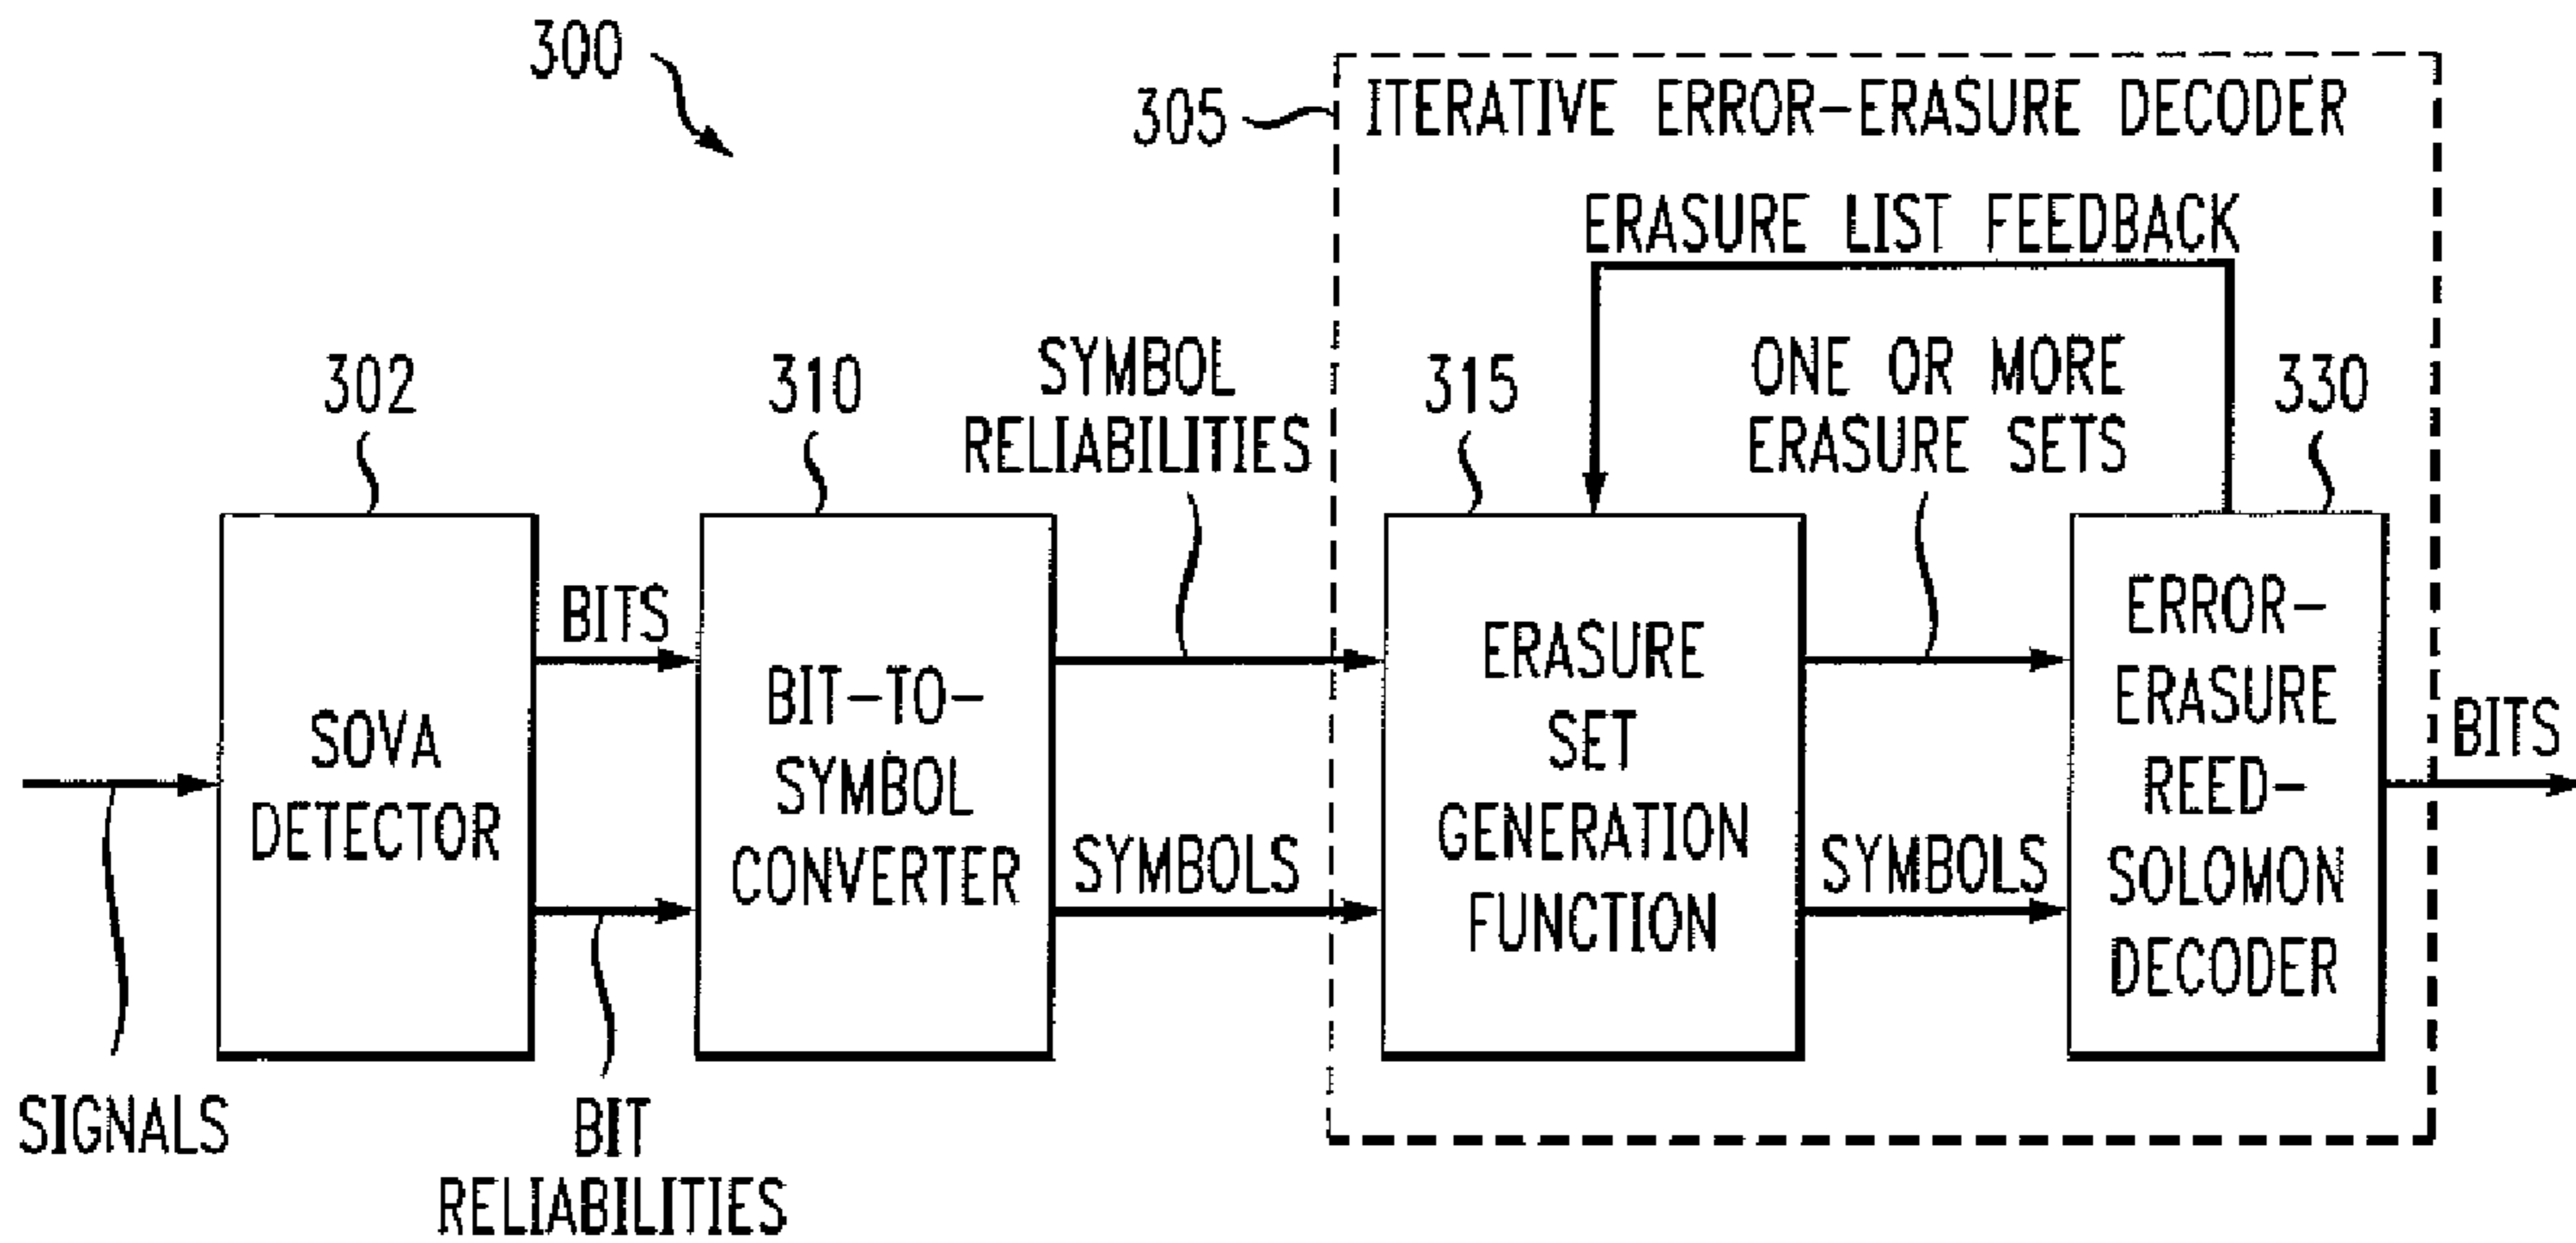 300
305
ITERATIVE ERROR-ERASURE DECODER
ERASURE LIST FEEDBACK
302
310
SYMBOL
RELIABILITIES
315
ONE OR MORE
ERASURE SETS
330
SOVA
DETECTOR
BITS
BIT-TO-
SYMBOL
CONVERTER
SYMBOLS
ERASURE
SET
GENERATION
FUNCTION
SYMBOLS
ERROR-
ERASURE
REED-
SOLOMON
DECODER
BITS
SIGNALS
BIT
RELIABILITIES